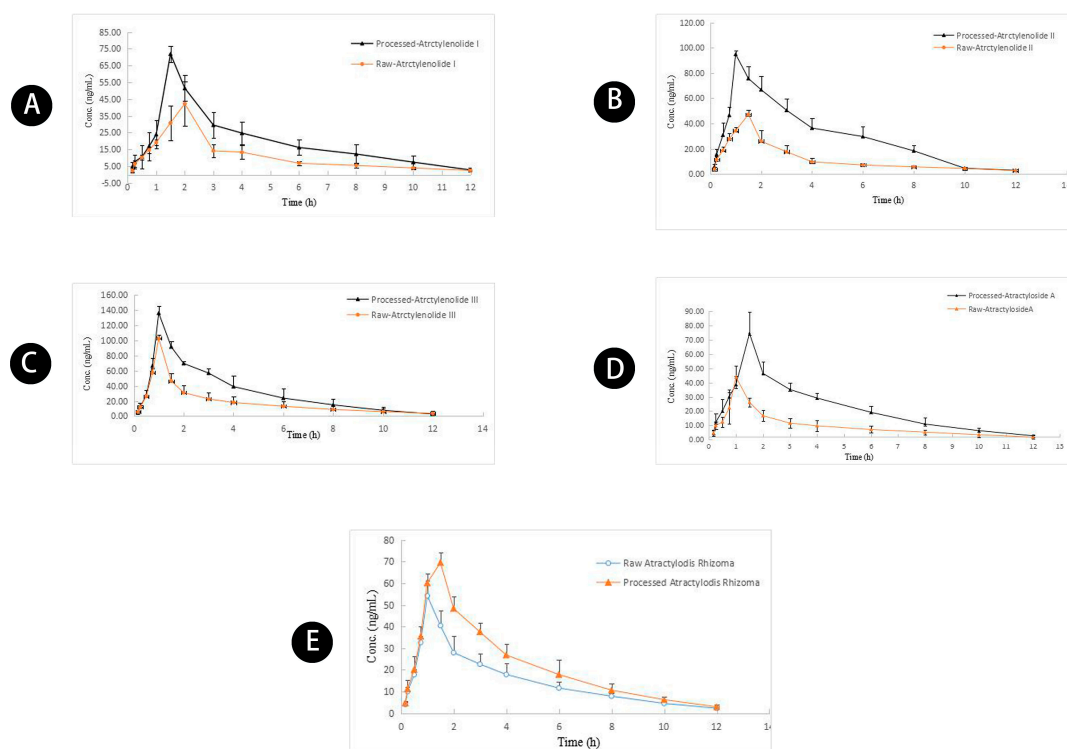 A
85.00
75.00
65.00
55.00
45.00
35.00
25.00
15.00
5.00
-5.00
Conc. (ng/mL)
0 1 2 3 4 5 6 7 8 9 10 11 12
Time (h)
Processed-Atrctylenolide I
Raw-Atrctylenolide I
B
120.00
100.00
80.00
60.00
40.00
20.00
0.00
Conc. (ng/mL)
0 2 4 6 8 10 12 14
Time (h)
Processed-Atrctylenolide II
Raw-Atrctylenolide II
C
160.00
140.00
120.00
100.00
80.00
60.00
40.00
20.00
0.00
Conc. (ng/mL)
0 2 4 6 8 10 12 14
Time (h)
Processed-Atrctylenolide III
Raw-Atrctylenolide III
D
90.00
80.00
70.00
60.00
50.00
40.00
30.00
20.00
10.00
0.00
Conc. (ng/mL)
0 1 2 3 4 5 6 7 8 9 10 11 12 13 14 15
Time (h)
Processed-Atractyloside A
Raw-AtractylosideA
E
80
70
60
50
40
30
20
10
0
Conc. (ng/mL)
0 2 4 6 8 10 12 14
Time (h)
Raw Atractylodis Rhizoma
Processed Atractylodis Rhizoma